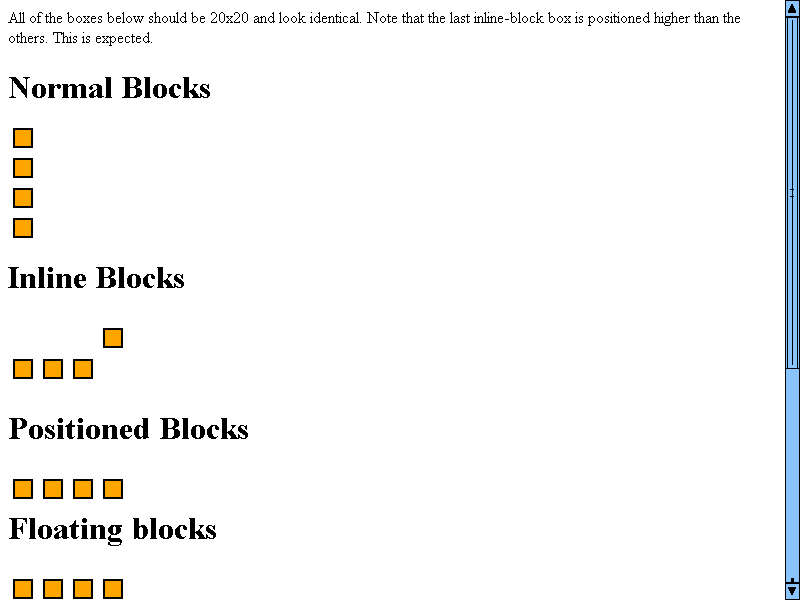 All of the boxes below should be 20x20 and look identical. Note that the last inline-block box is positioned higher than the
others. This is expected.
Normal Blocks
Inline Blocks
Positioned Blocks
Floating blocks